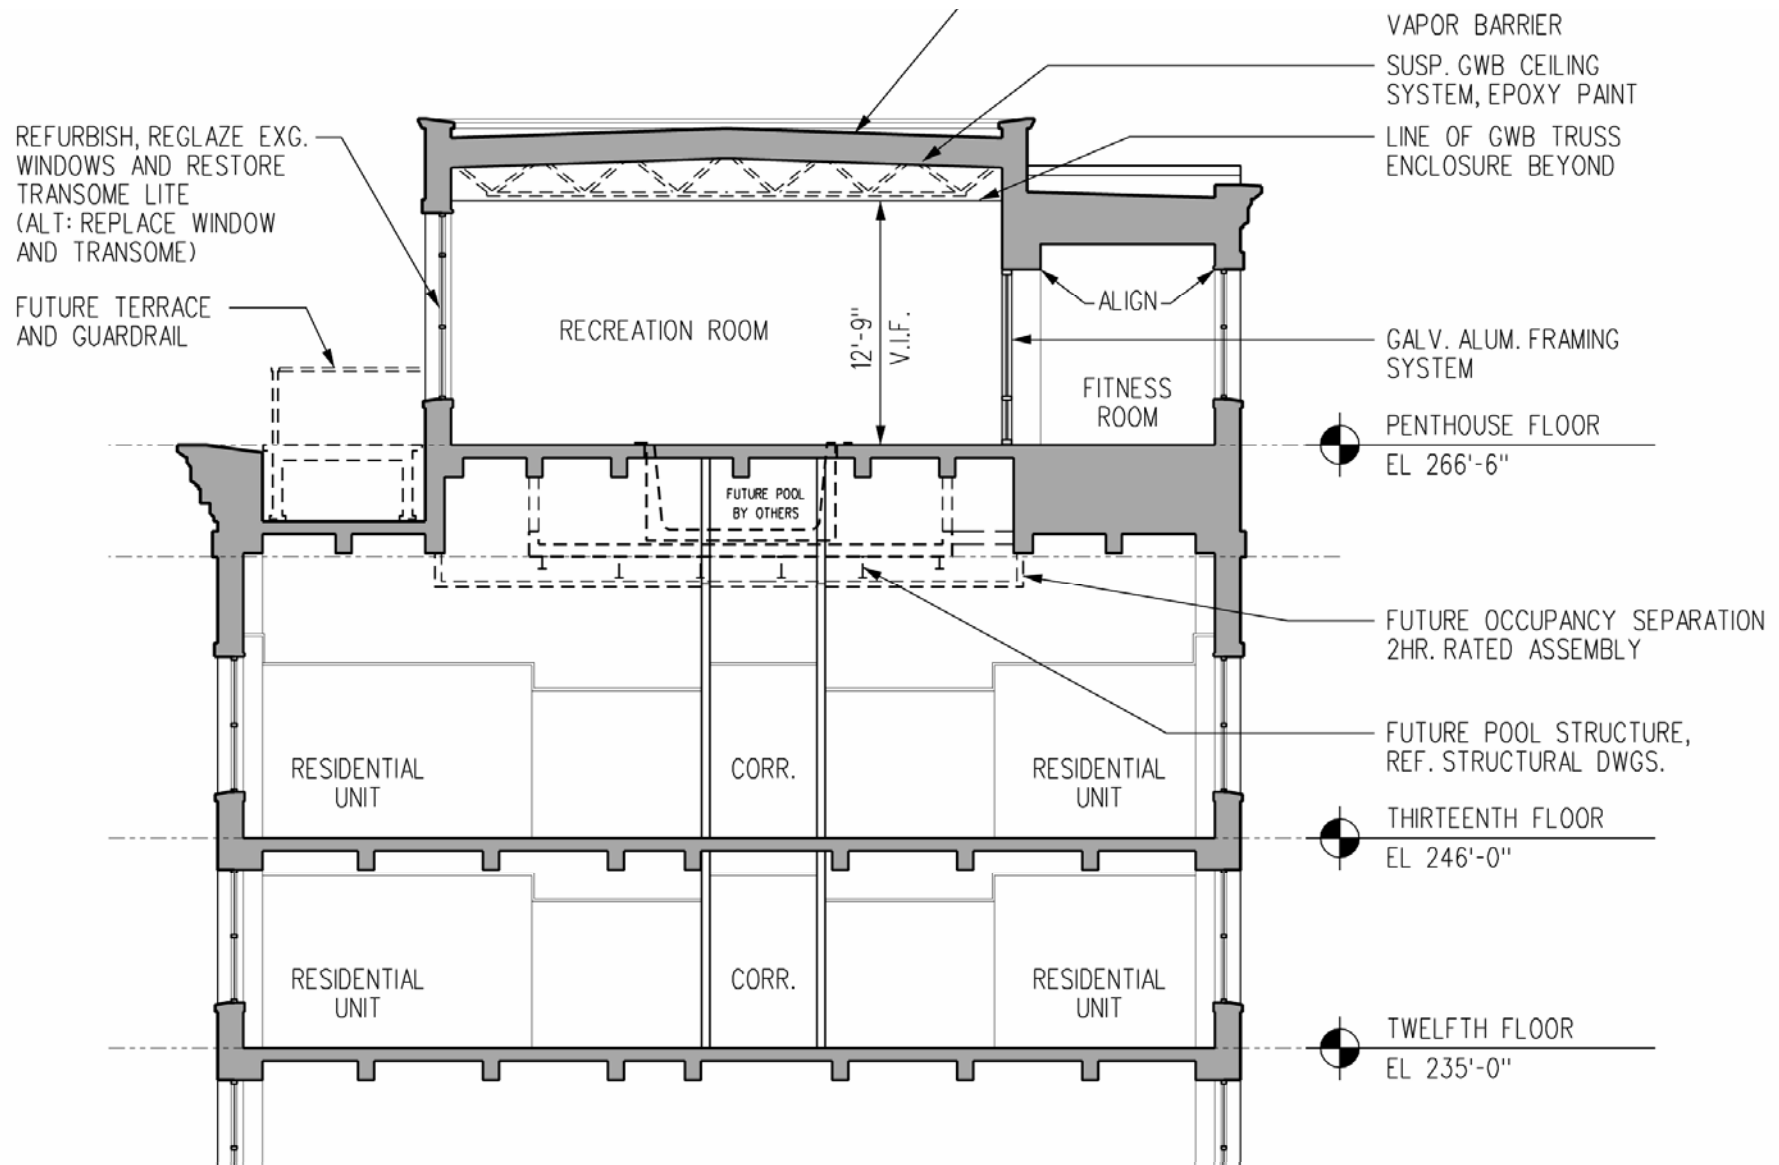 VAPOR BARRIER
SUSP. GWB CEILING
SYSTEM, EPOXY PAINT
LINE OF GWB TRUSS
ENCLOSURE BEYOND
REFURBISH, REGLAZE EXG.
WINDOWS AND RESTORE
TRANSOME LITE
(ALT: REPLACE WINDOW
AND TRANSOME)
FUTURE TERRACE
AND GUARDRAIL
RECREATION ROOM
12'-9"
V.I.F.
ALIGN
FITNESS
ROOM
GALV. ALUM. FRAMING
SYSTEM
PENTHOUSE FLOOR
EL 266'-6"
FUTURE POOL
BY OTHERS
FUTURE OCCUPANCY SEPARATION
2HR. RATED ASSEMBLY
FUTURE POOL STRUCTURE,
REF. STRUCTURAL DWGS.
RESIDENTIAL
UNIT
CORR.
RESIDENTIAL
UNIT
THIRTEENTH FLOOR
EL 246'-0"
RESIDENTIAL
UNIT
CORR.
RESIDENTIAL
UNIT
TWELFTH FLOOR
EL 235'-0"